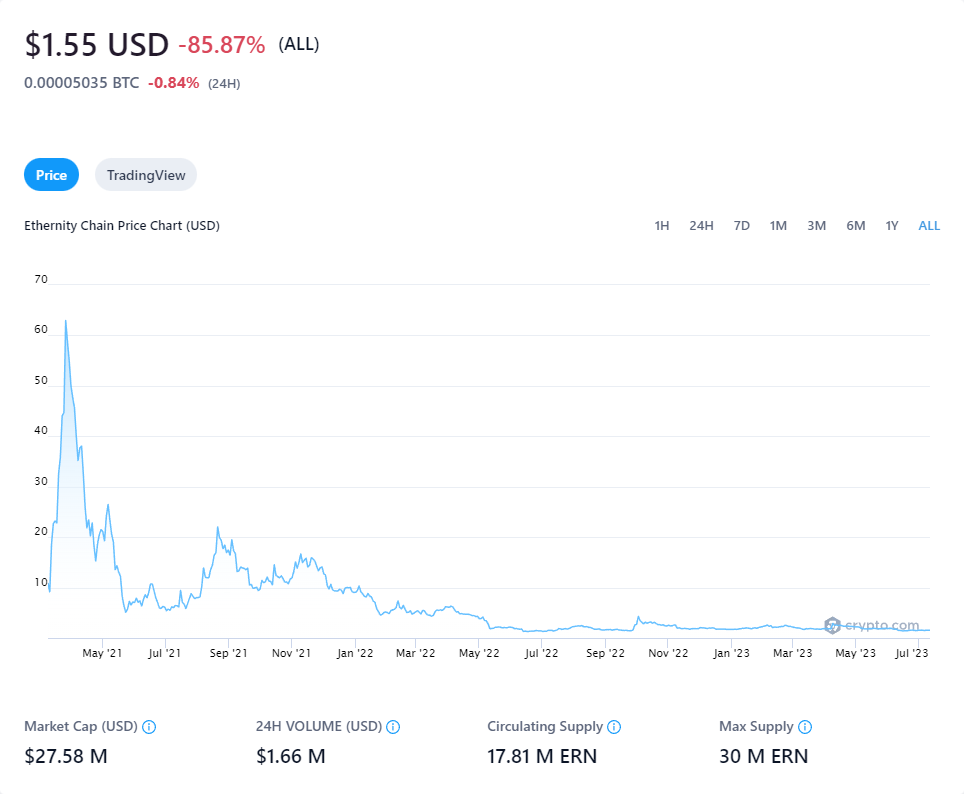 $1.55 USD -85.87% (ALL)
0.00005035 BTC -0.84% (24H)
Price TradingView
Ethernity Chain Price Chart (USD) 1H 24H 7D 1M 3M 6M 1Y ALL
70
60
50
40
30
20
10
crypto.com
May '21 Jul '21 Sep '21 Nov '21 Jan '22 Mar '22 May '22 Jul '22 Sep '22 Nov '22 Jan '23 Mar '23 May '23 Jul '23
Market Cap (USD) 24H VOLUME (USD) Circulating Supply Max Supply
$27.58 M $1.66 M 17.81 M ERN 30 M ERN